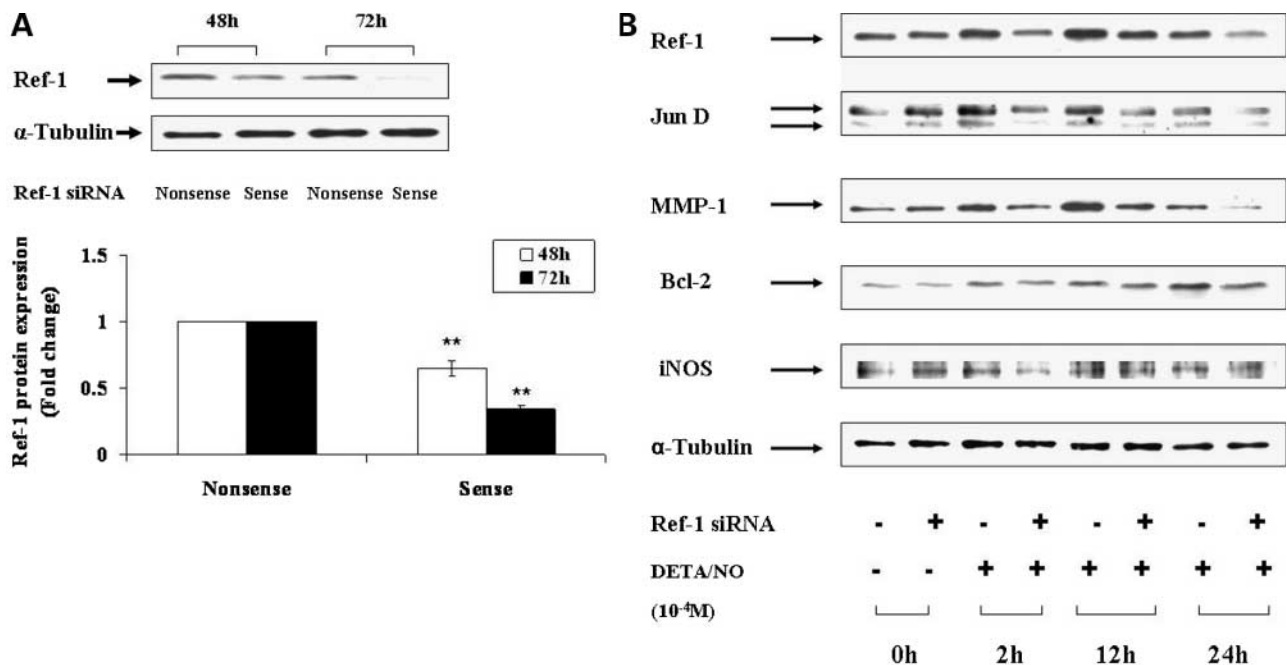 A
48h 72h
Ref-1
α-Tubulin
Ref-1 siRNA Nonsense Sense Nonsense Sense
Ref-1 protein expression
(Fold change)
1.5
1
0.5
0
48h
72h
**
**
Nonsense Sense
B
Ref-1
Jun D
MMP-1
Bcl-2
iNOS
α-Tubulin
Ref-1 siRNA - + - + - + - +
DETA/NO - - + + + + + +
(10⁻⁴M)
0h 2h 12h 24h